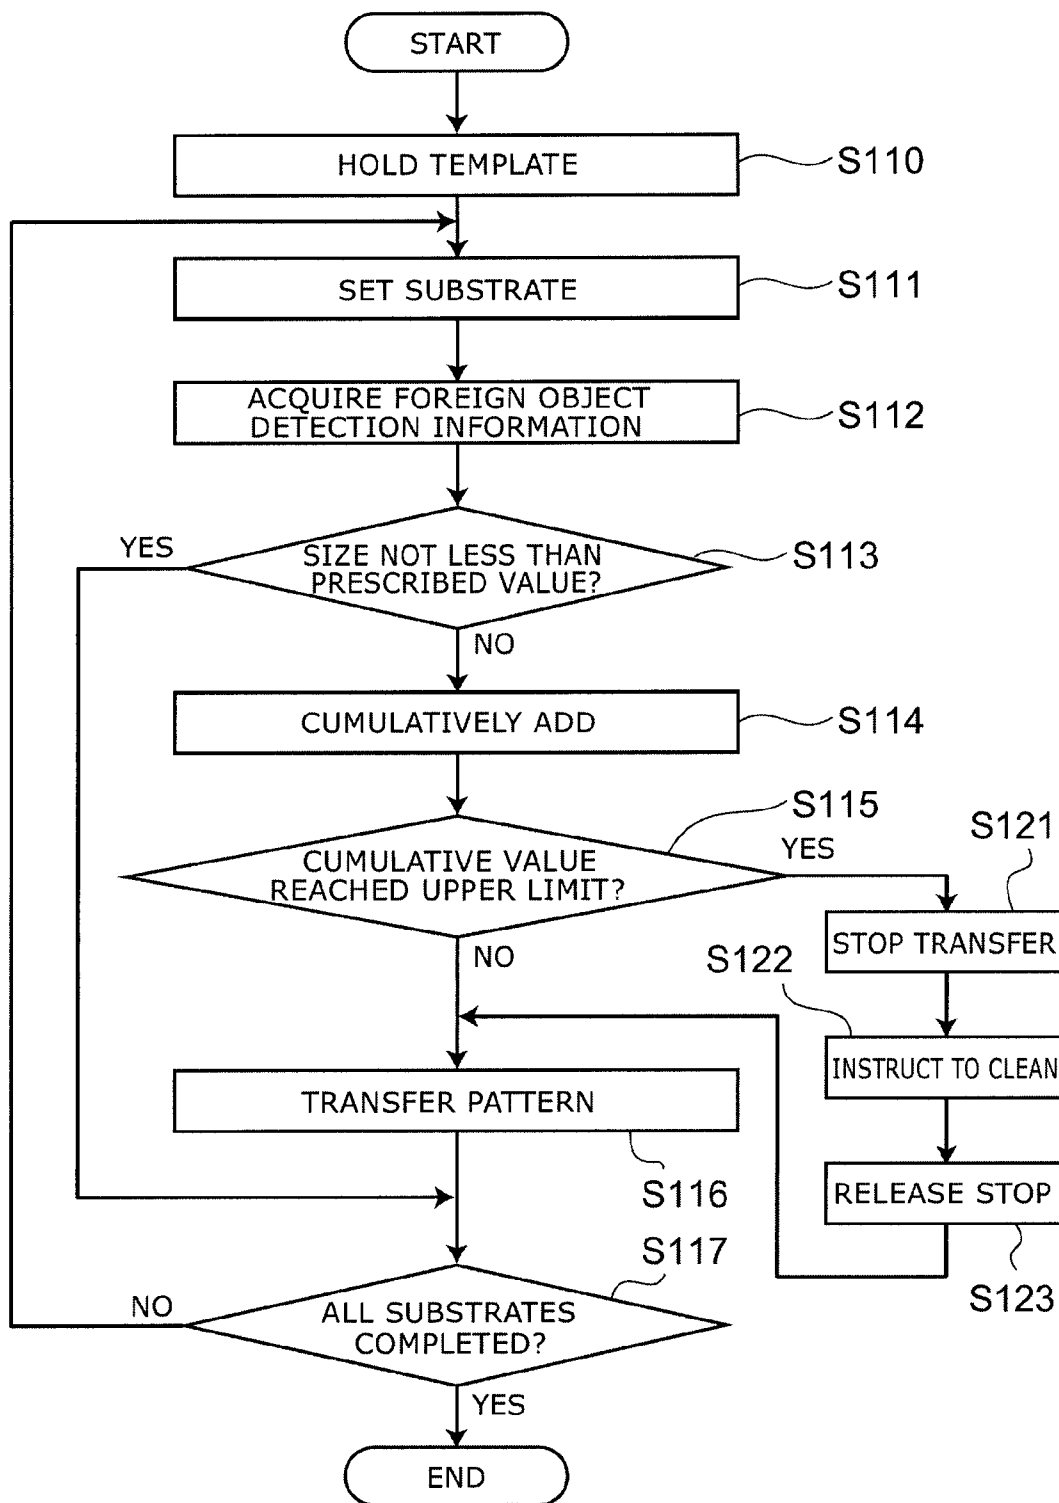 START
HOLD TEMPLATE
S110
SET SUBSTRATE
S111
ACQUIRE FOREIGN OBJECT
DETECTION INFORMATION
S112
YES
SIZE NOT LESS THAN
PRESCRIBED VALUE?
S113
NO
CUMULATIVELY ADD
S114
S115
CUMULATIVE VALUE
REACHED UPPER LIMIT?
YES
S121
STOP TRANSFER
NO
S122
INSTRUCT TO CLEAN
TRANSFER PATTERN
S116
RELEASE STOP
S123
S117
NO
ALL SUBSTRATES
COMPLETED?
YES
END